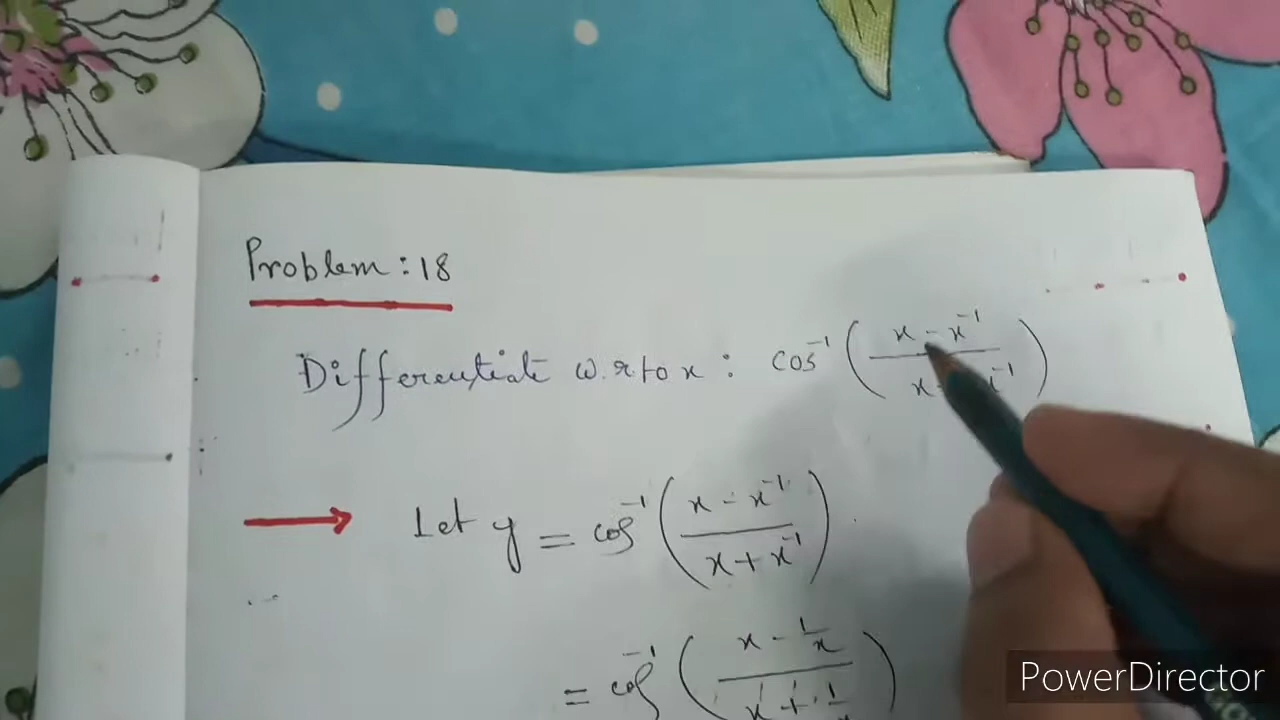 Problem : 18
Differentiate w.r to x : cos⁻¹ (x - x⁻¹ / x x⁻¹)
Let y = cos⁻¹ (x - x⁻¹ / x + x⁻¹)
= cos⁻¹ (x - 1/x / x + 1/x)
PowerDirector